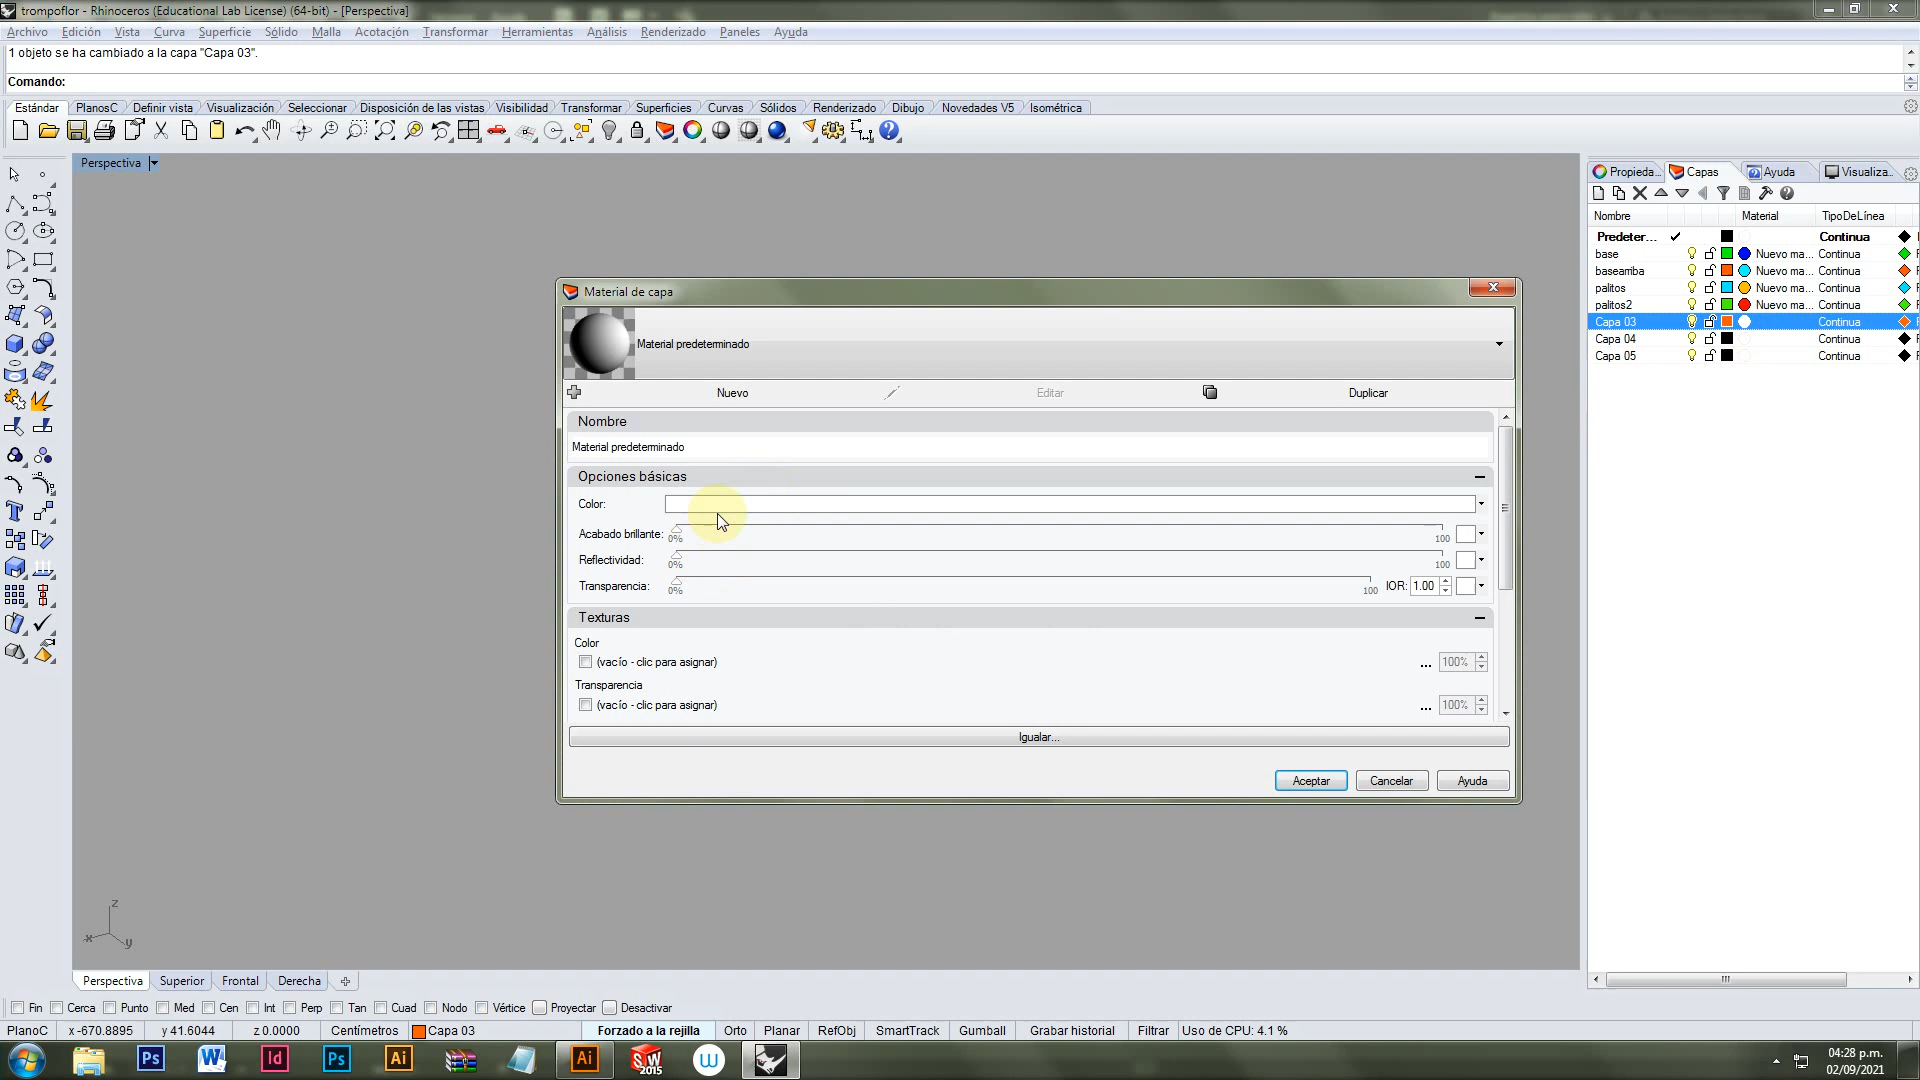 trompoflor - Rhinoceros (Educational Lab License) (64-bit) - [Perspectiva]
Archivo Edición Vista Curva Superficie Sólido Malla Acotación Transformar Herramientas Análisis Renderizado Paneles Ayuda
1 objeto se ha cambiado a la capa "Capa 03".
Comando:
Estándar PlanosC Definir vista Visualización Seleccionar Disposición de las vistas Visibilidad Transformar Superficies Curvas Sólidos Renderizado Dibujo Novedades V5 Isométrica
Perspectiva
Propieda... Capas Ayuda Visualiza...
Nombre Material TipoDeLínea
Predeter... Continua
base Nuevo ma... Continua
baseamba Nuevo ma... Continua
palitos Nuevo ma... Continua
palitos2 Nuevo ma... Continua
Capa 03 Continua
Capa 04 Continua
Capa 05 Continua
Material de capa
Material predeterminado
Nuevo Editar Duplicar
Nombre
Material predeterminado
Opciones básicas
Color:
Acabado brillante: 0% 100
Reflectividad: 0% 100
Transparencia: 0% 100 IOR: 1.00
Texturas
Color
(vacío - clic para asignar) ... 100%
Transparencia
(vacío - clic para asignar) ... 100%
Igualar...
Aceptar Cancelar Ayuda
z
x y
Perspectiva Superior Frontal Derecha
Fin Cerca Punto Med Cen Int Perp Tan Cuad Nodo Vértice Proyectar Desactivar
PlanoC x -670.8895 y 41.6044 z 0.0000 Centímetros Capa 03 Forzado a la rejilla Orto Planar RefObj SmartTrack Gumball Grabar historial Filtrar Uso de CPU: 4.1 %
Ps W Id Ps Ai Ai SW 2015 W
04:28 p.m.
02/09/2021